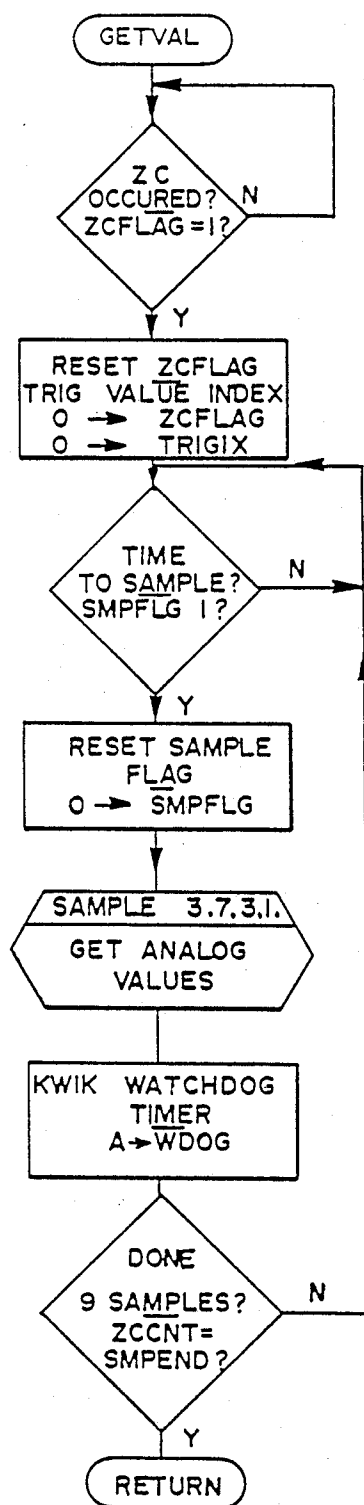 GETVAL
ZC
OCCURED?
N
ZCFLAG=1?
Y
RESET ZCFLAG
TRIG VALUE INDEX
0 → ZCFLAG
0 → TRIGIX
TIME
TO SAMPLE?
N
SMPFLG 1?
Y
RESET SAMPLE
FLAG
0 → SMPFLG
SAMPLE 3.7.3.1.
GET ANALOG
VALUES
KWIK WATCHDOG
TIMER
A→WDOG
DONE
9 SAMPLES?
N
ZCCNT=
SMPEND?
Y
RETURN